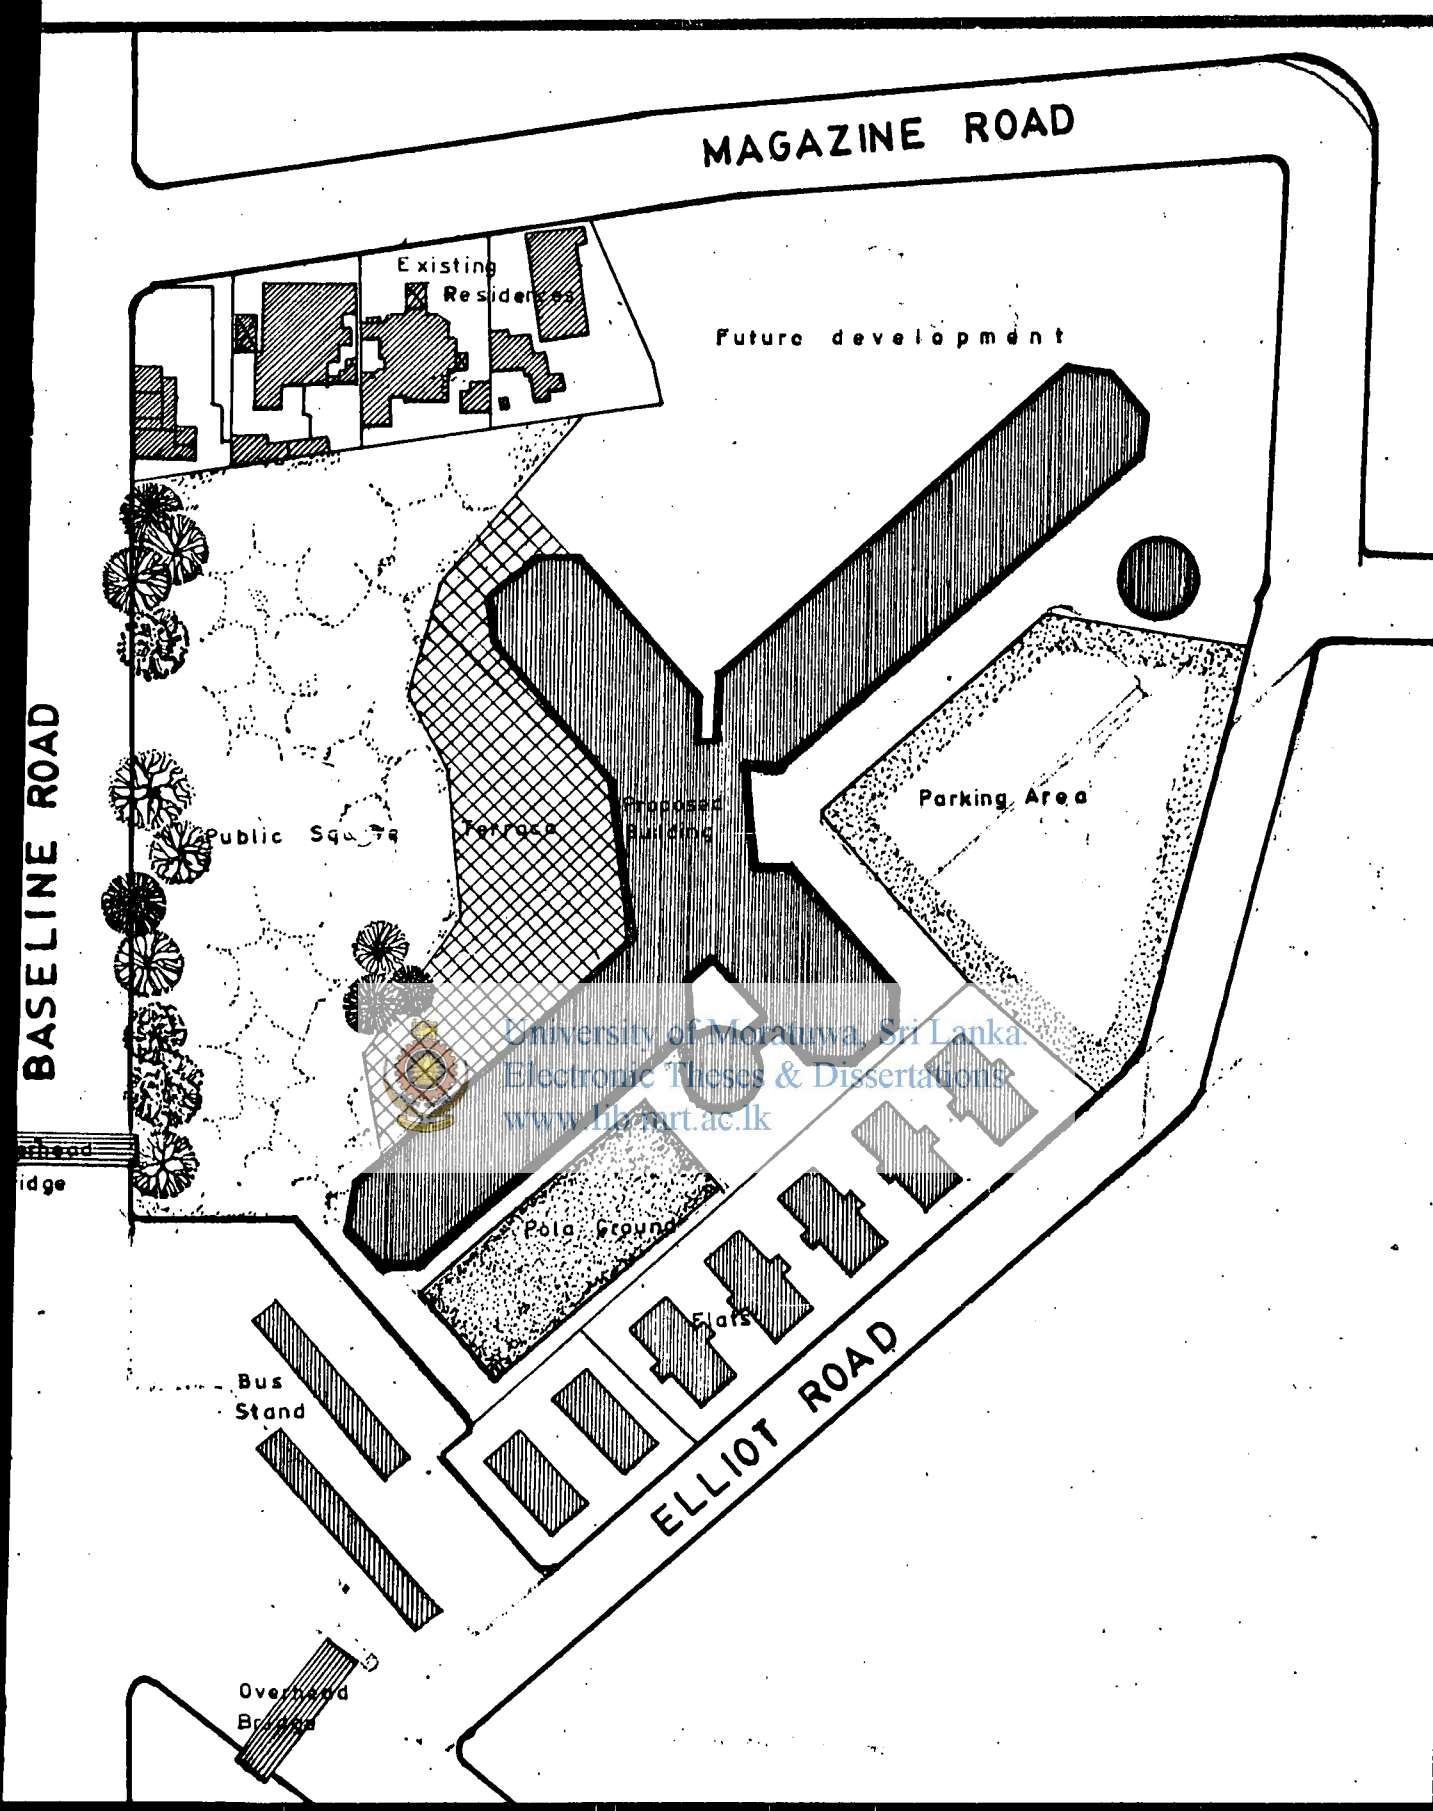 MAGAZINE ROAD
Existing
Residences
Future development
BASELINE ROAD
Public Square
Terrace
Proposed
Building
Parking Area
University of Moratuwa, Sri Lanka.
Electronic Theses & Dissertations
www.lib.mrt.ac.lk
erhead
idge
Pola Ground
Flats
ELLIOT ROAD
Bus
Stand
Overhead
Bridge